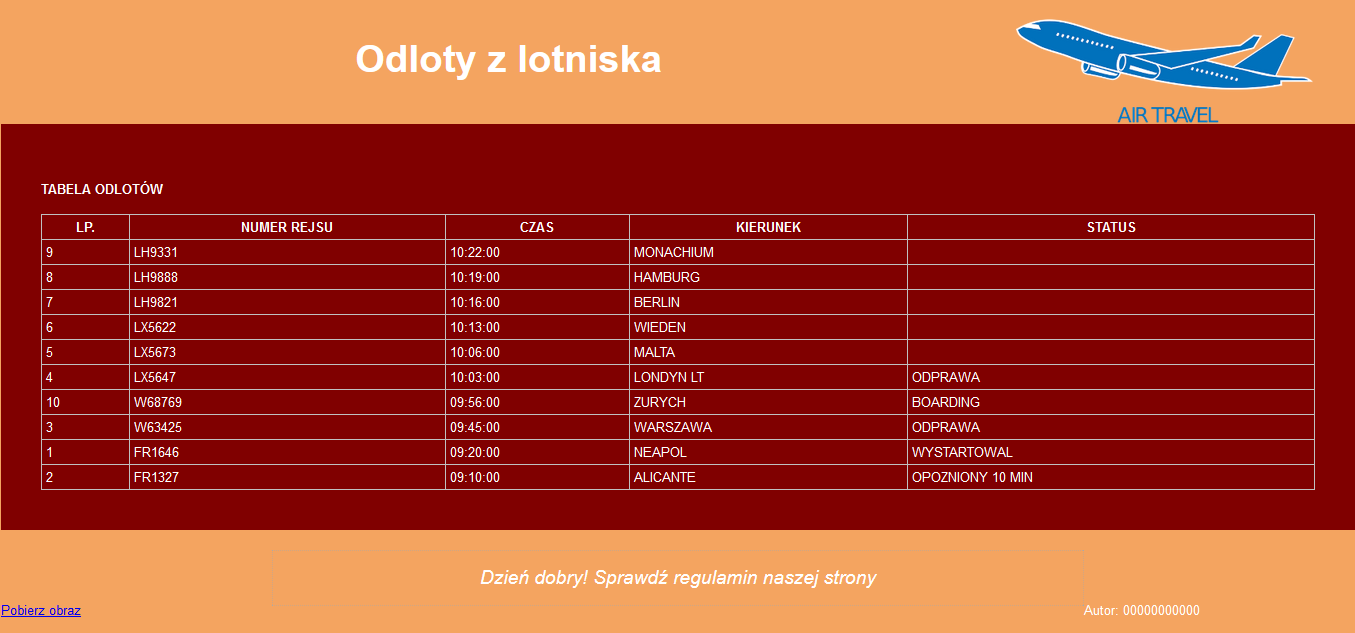 Odloty z lotniska
AIR TRAVEL
TABELA ODLOTÓW
LP. NUMER REJSU CZAS KIERUNEK STATUS
9 LH9331 10:22:00 MONACHIUM
8 LH9888 10:19:00 HAMBURG
7 LH9821 10:16:00 BERLIN
6 LX5622 10:13:00 WIEDEN
5 LX5673 10:06:00 MALTA
4 LX5647 10:03:00 LONDYN LT ODPRAWA
10 W68769 09:56:00 ZURYCH BOARDING
3 W63425 09:45:00 WARSZAWA ODPRAWA
1 FR1646 09:20:00 NEAPOL WYSTARTOWAL
2 FR1327 09:10:00 ALICANTE OPOZNIONY 10 MIN
Dzień dobry! Sprawdź regulamin naszej strony
Pobierz obraz
Autor: 00000000000